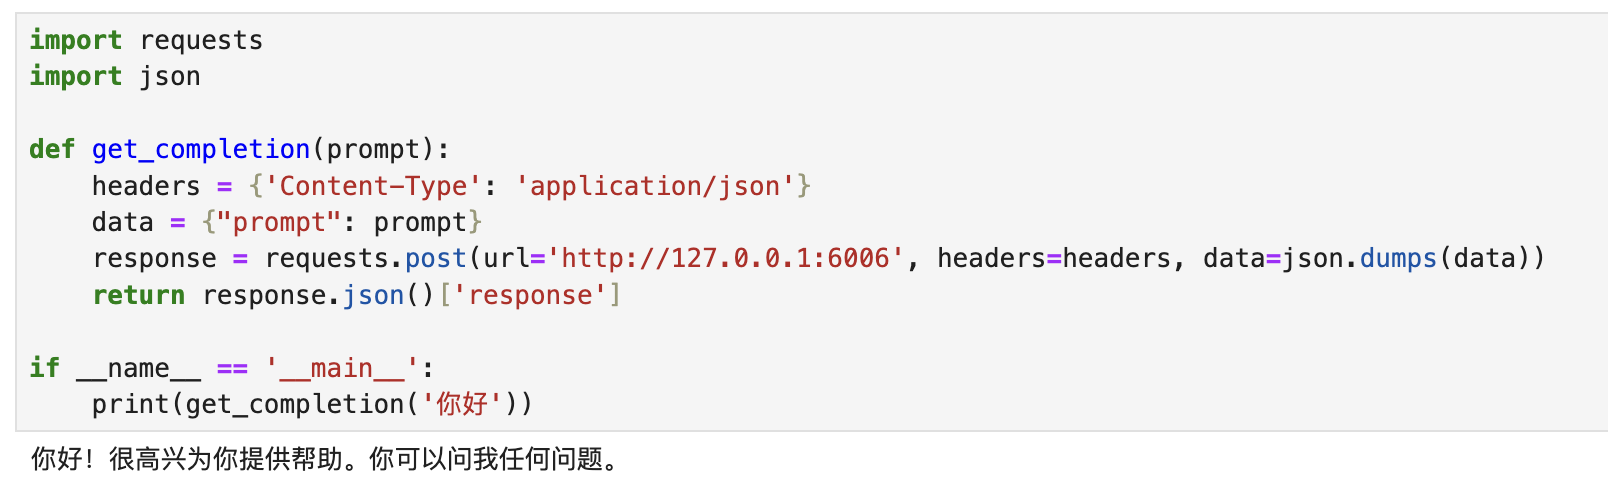 import requests
import json
def get_completion(prompt):
    headers = {'Content-Type': 'application/json'}
    data = {"prompt": prompt}
    response = requests.post(url='http://127.0.0.1:6006', headers=headers, data=json.dumps(data))
    return response.json()['response']
if __name__ == '__main__':
    print(get_completion('你好'))
你好！很高兴为你提供帮助。你可以问我任何问题。